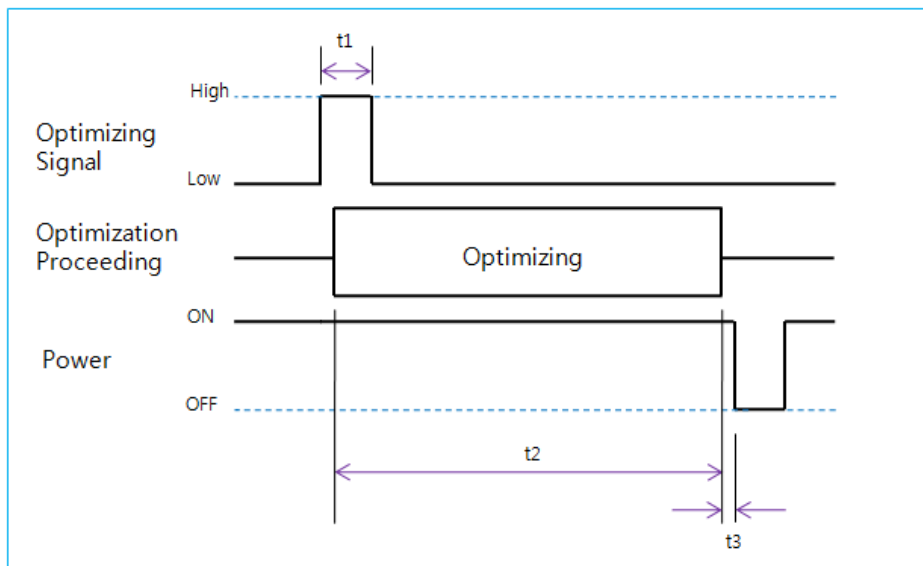 t1
High
Optimizing
Signal
Low
Optimization
Proceeding
Optimizing
ON
Power
OFF
t2
t3